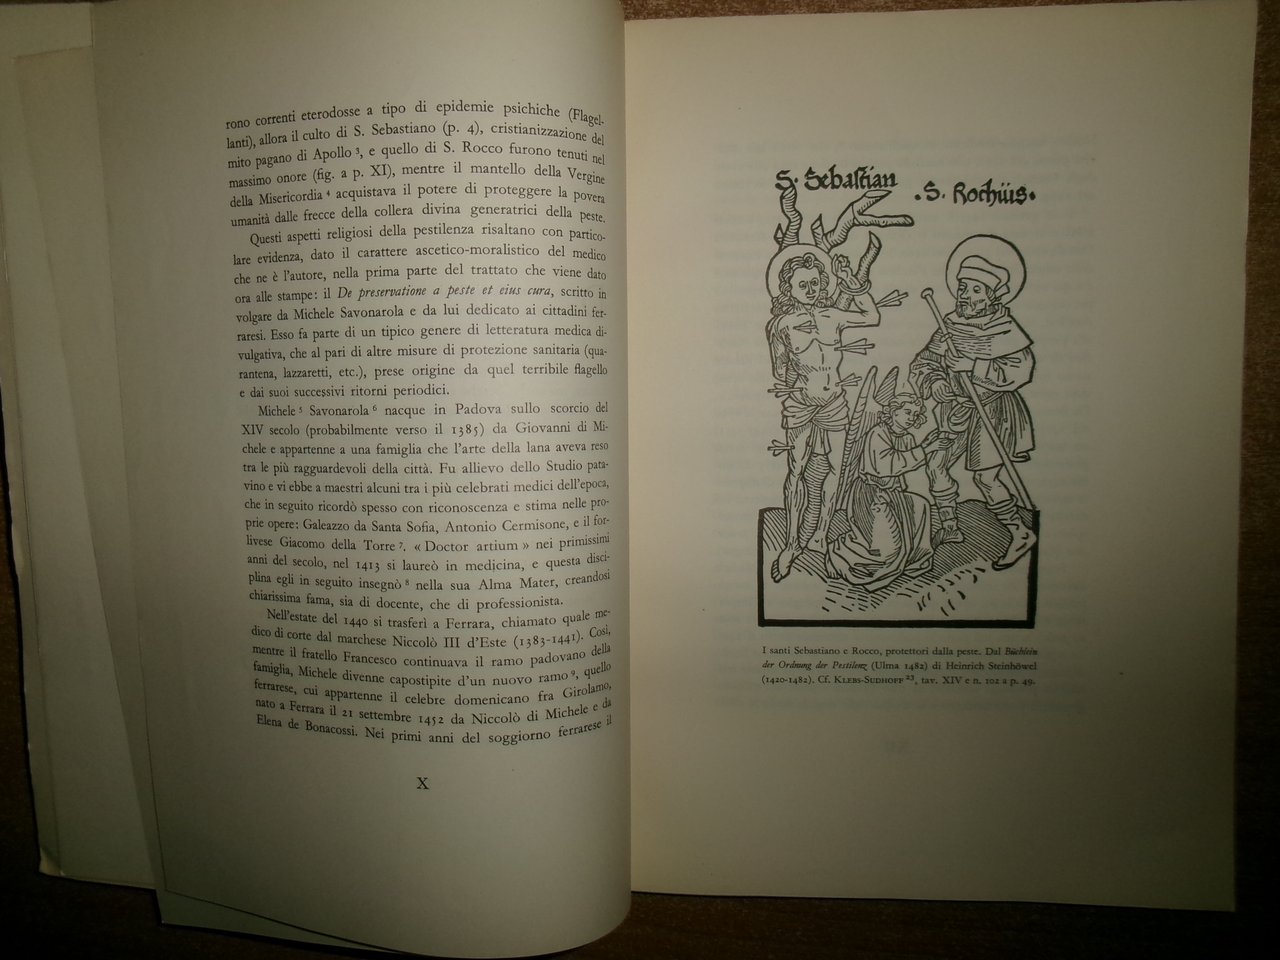 rono correnti eterodosse a tipo di epidemie psichiche (Flagel-
lanti), allora il culto di S. Sebastiano (p. 4), cristianizzazione del
mito pagano di Apollo ³, e quello di S. Rocco furono tenuti nel
massimo onore (fig. a p. XI), mentre il mantello della Vergine
della Misericordia ⁴ acquistava il potere di proteggere la povera
umanità dalle frecce della collera divina generatrici della peste.
Questi aspetti religiosi della pestilenza risaltano con partico-
lare evidenza, dato il carattere ascetico-moralistico del medico
che ne è l'autore, nella prima parte del trattato che viene dato
ora alle stampe: il De preservatione a peste et eius cura, scritto in
volgare da Michele Savonarola e da lui dedicato ai cittadini fer-
raresi. Esso fa parte di un tipico genere di letteratura medica di-
vulgativa, che al pari di altre misure di protezione sanitaria (qua-
rantena, lazzaretti, etc.), prese origine da quel terribile flagello
e dai suoi successivi ritorni periodici.
Michele ⁵ Savonarola ⁶ nacque in Padova sullo scorcio del
XIV secolo (probabilmente verso il 1385) da Giovanni di Mi-
chele e appartenne a una famiglia che l'arte della lana aveva reso
tra le più ragguardevoli della città. Fu allievo dello Studio pata-
vino e vi ebbe a maestri alcuni tra i più celebrati medici dell'epoca,
che in seguito ricordò spesso con riconoscenza e stima nelle pro-
prie opere: Galeazzo da Santa Sofia, Antonio Cermisone, e il for-
livese Giacomo della Torre ⁷. « Doctor artium » nei primissimi
anni del secolo, nel 1413 si laureò in medicina, e questa disci-
plina egli in seguito insegnò ⁸ nella sua Alma Mater, creandosi
chiarissima fama, sia di docente, che di professionista.
Nell'estate del 1440 si trasferì a Ferrara, chiamato quale me-
dico di corte dal marchese Niccolò III d'Este (1383-1441). Così,
mentre il fratello Francesco continuava il ramo padovano della
famiglia, Michele divenne capostipite d'un nuovo ramo ⁹, quello
ferrarese, cui appartenne il celebre domenicano fra Girolamo,
nato a Ferrara il 21 settembre 1452 da Niccolò di Michele e da
Elena de Bonacossi. Nei primi anni del soggiorno ferrarese il
X
S. Sebastian
. S. Rochüs.
I santi Sebastiano e Rocco, protettori dalla peste. Dal Büchlein
der Ordnung der Pestilenz (Ulma 1482) di Heinrich Steinhöwel
(1420-1482). Cf. KLEBS-SUDHOFF ²³, tav. XIV e n. 102 a p. 49.